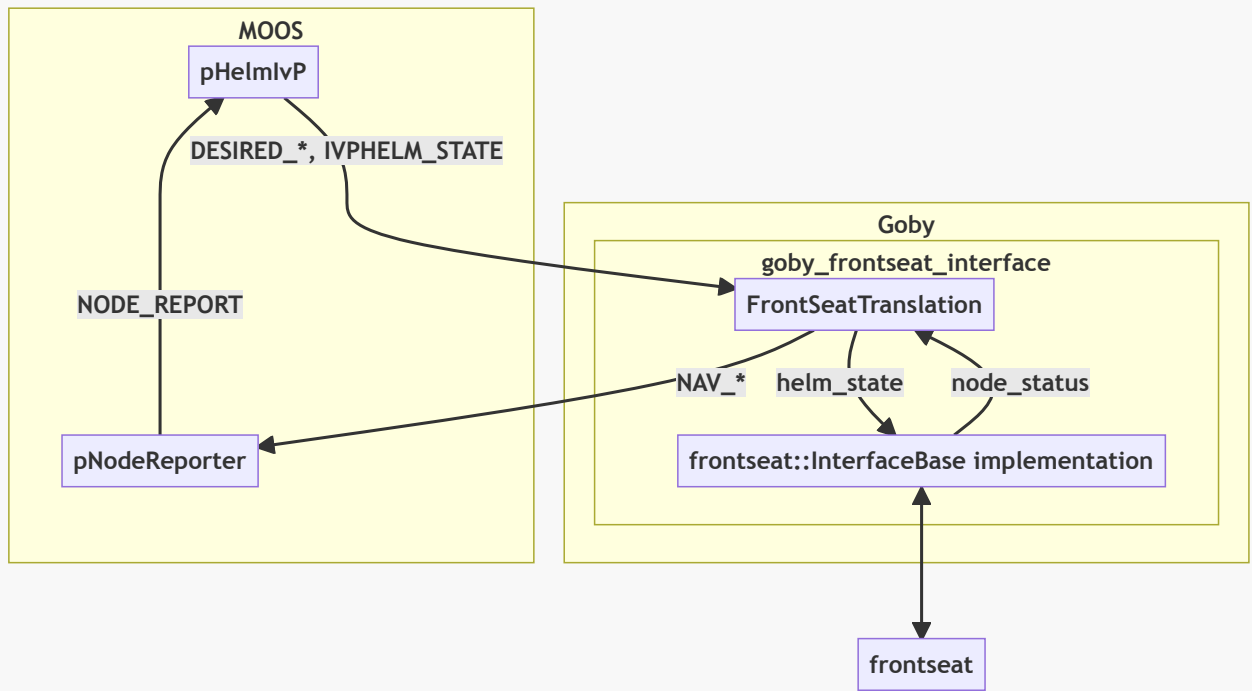 MOOS
pHelmIvP
DESIRED_*, IVPHELM_STATE
Goby
goby_frontseat_interface
NODE_REPORT
FrontSeatTranslation
NAV_*
helm_state
node_status
pNodeReporter
frontseat::InterfaceBase implementation
frontseat